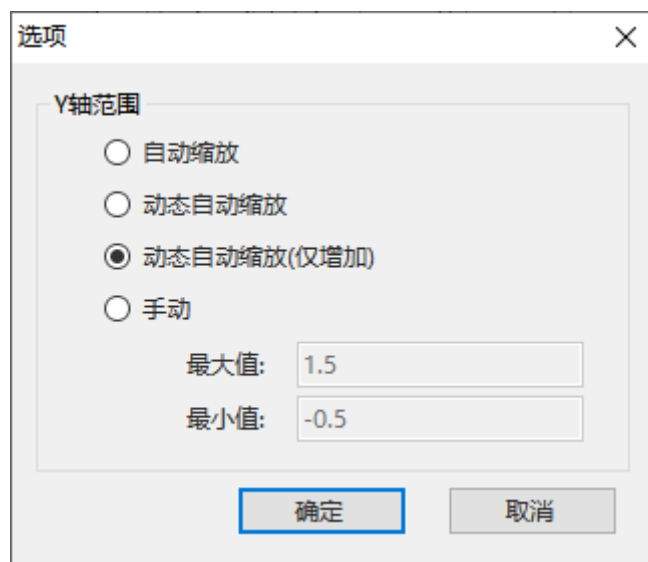 选项
Y轴范围
自动缩放
动态自动缩放
动态自动缩放(仅增加)
手动
最大值: 1.5
最小值: -0.5
确定 取消